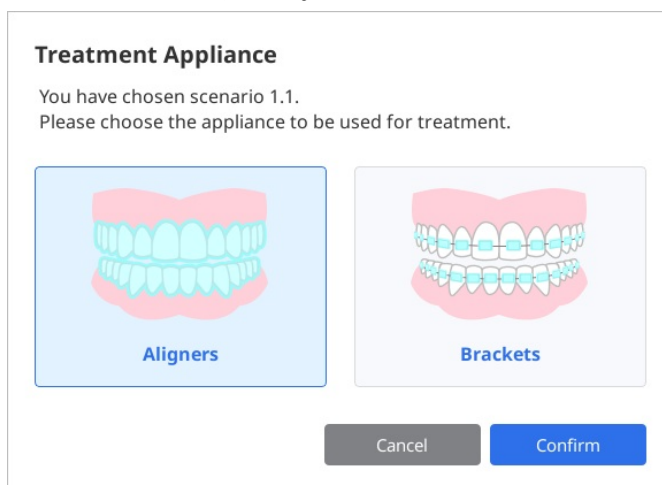 Treatment Appliance
You have chosen scenario 1.1.
Please choose the appliance to be used for treatment.
Aligners
Brackets
Cancel
Confirm